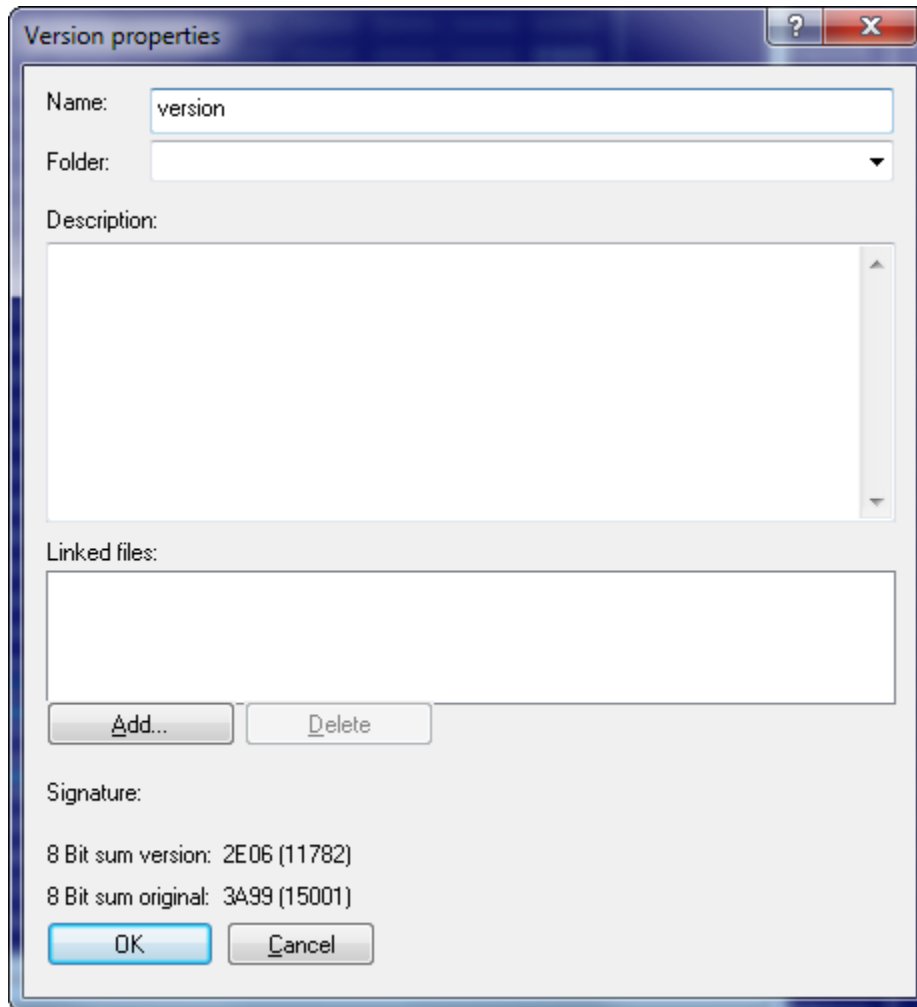 Version properties
Name: version
Folder:
Description:
Linked files:
Add... Delete
Signature:
8 Bit sum version: 2E06 (11782)
8 Bit sum original: 3A99 (15001)
OK Cancel